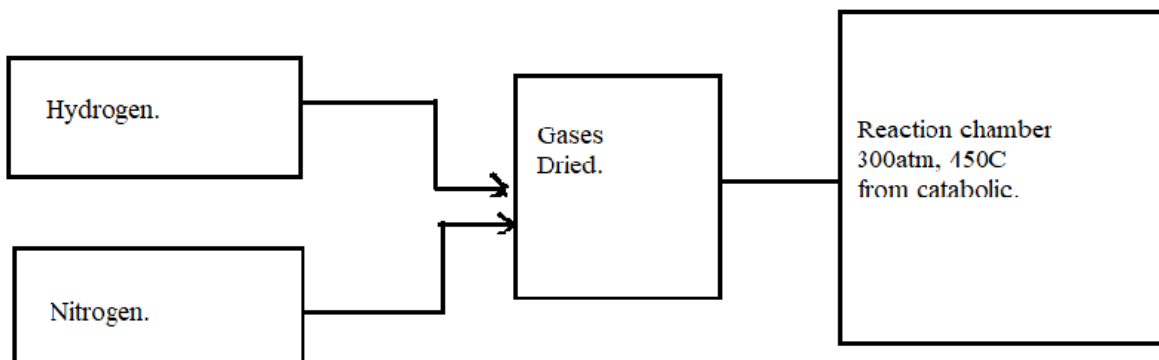 Hydrogen.
Nitrogen.
Gases
Dried.
Reaction chamber
300atm, 450C
from catabolic.